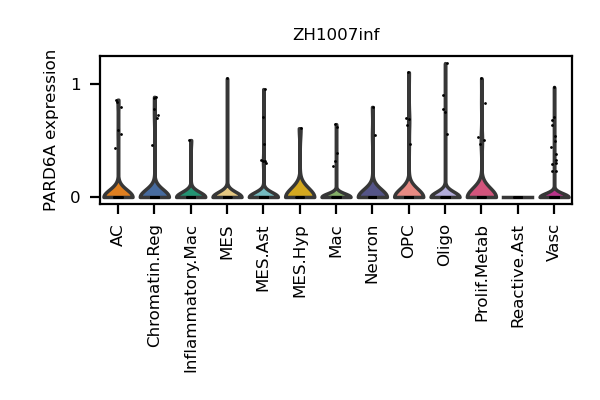 ZH1007inf
PARD6A expression
1
0
AC
Chromatin.Reg
Inflammatory.Mac
MES
MES.Ast
MES.Hyp
Mac
Neuron
OPC
Oligo
Prolif.Metab
Reactive.Ast
Vasc